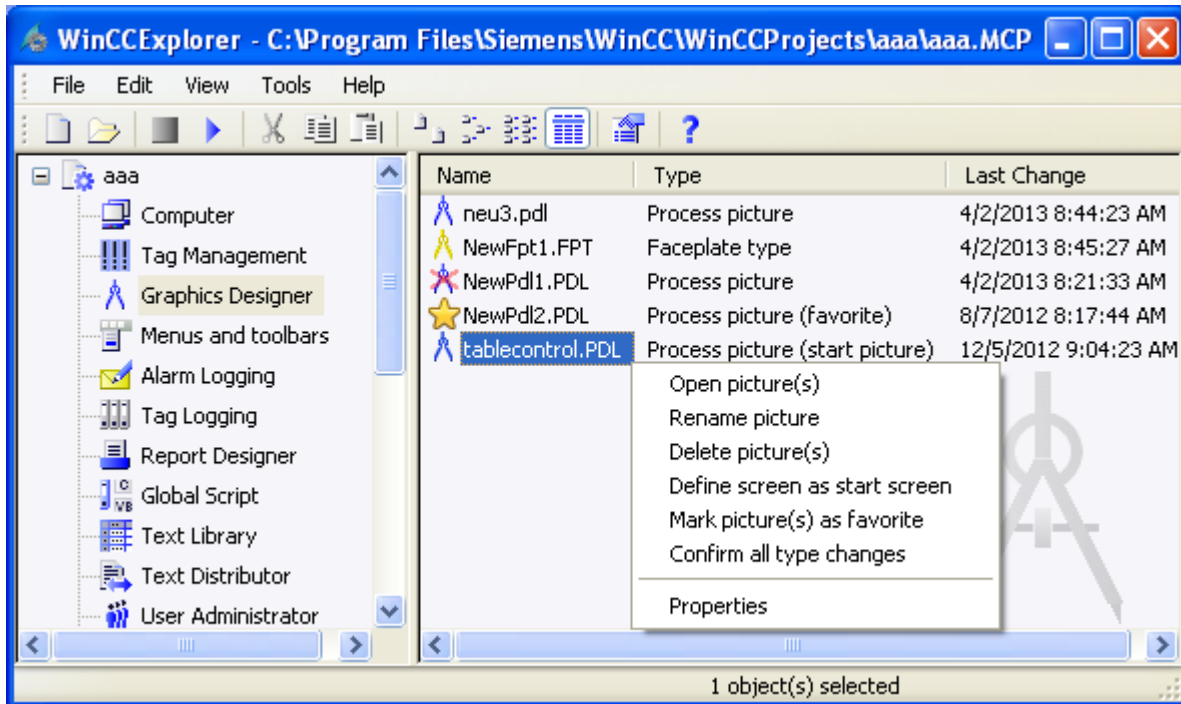 WinCCExplorer - C:\Program Files\Siemens\WinCC\WinCCProjects\aaa\aaa.MCP
File Edit View Tools Help
aaa
Computer
Tag Management
Graphics Designer
Menus and toolbars
Alarm Logging
Tag Logging
Report Designer
Global Script
Text Library
Text Distributor
User Administrator
Name Type Last Change
neu3.pdl Process picture 4/2/2013 8:44:23 AM
NewFpt1.FPT Faceplate type 4/2/2013 8:45:27 AM
NewPdl1.PDL Process picture 4/2/2013 8:21:33 AM
NewPdl2.PDL Process picture (favorite) 8/7/2012 8:17:44 AM
tablecontrol.PDL Process picture (start picture) 12/5/2012 9:04:23 AM
Open picture(s)
Rename picture
Delete picture(s)
Define screen as start screen
Mark picture(s) as favorite
Confirm all type changes
Properties
1 object(s) selected